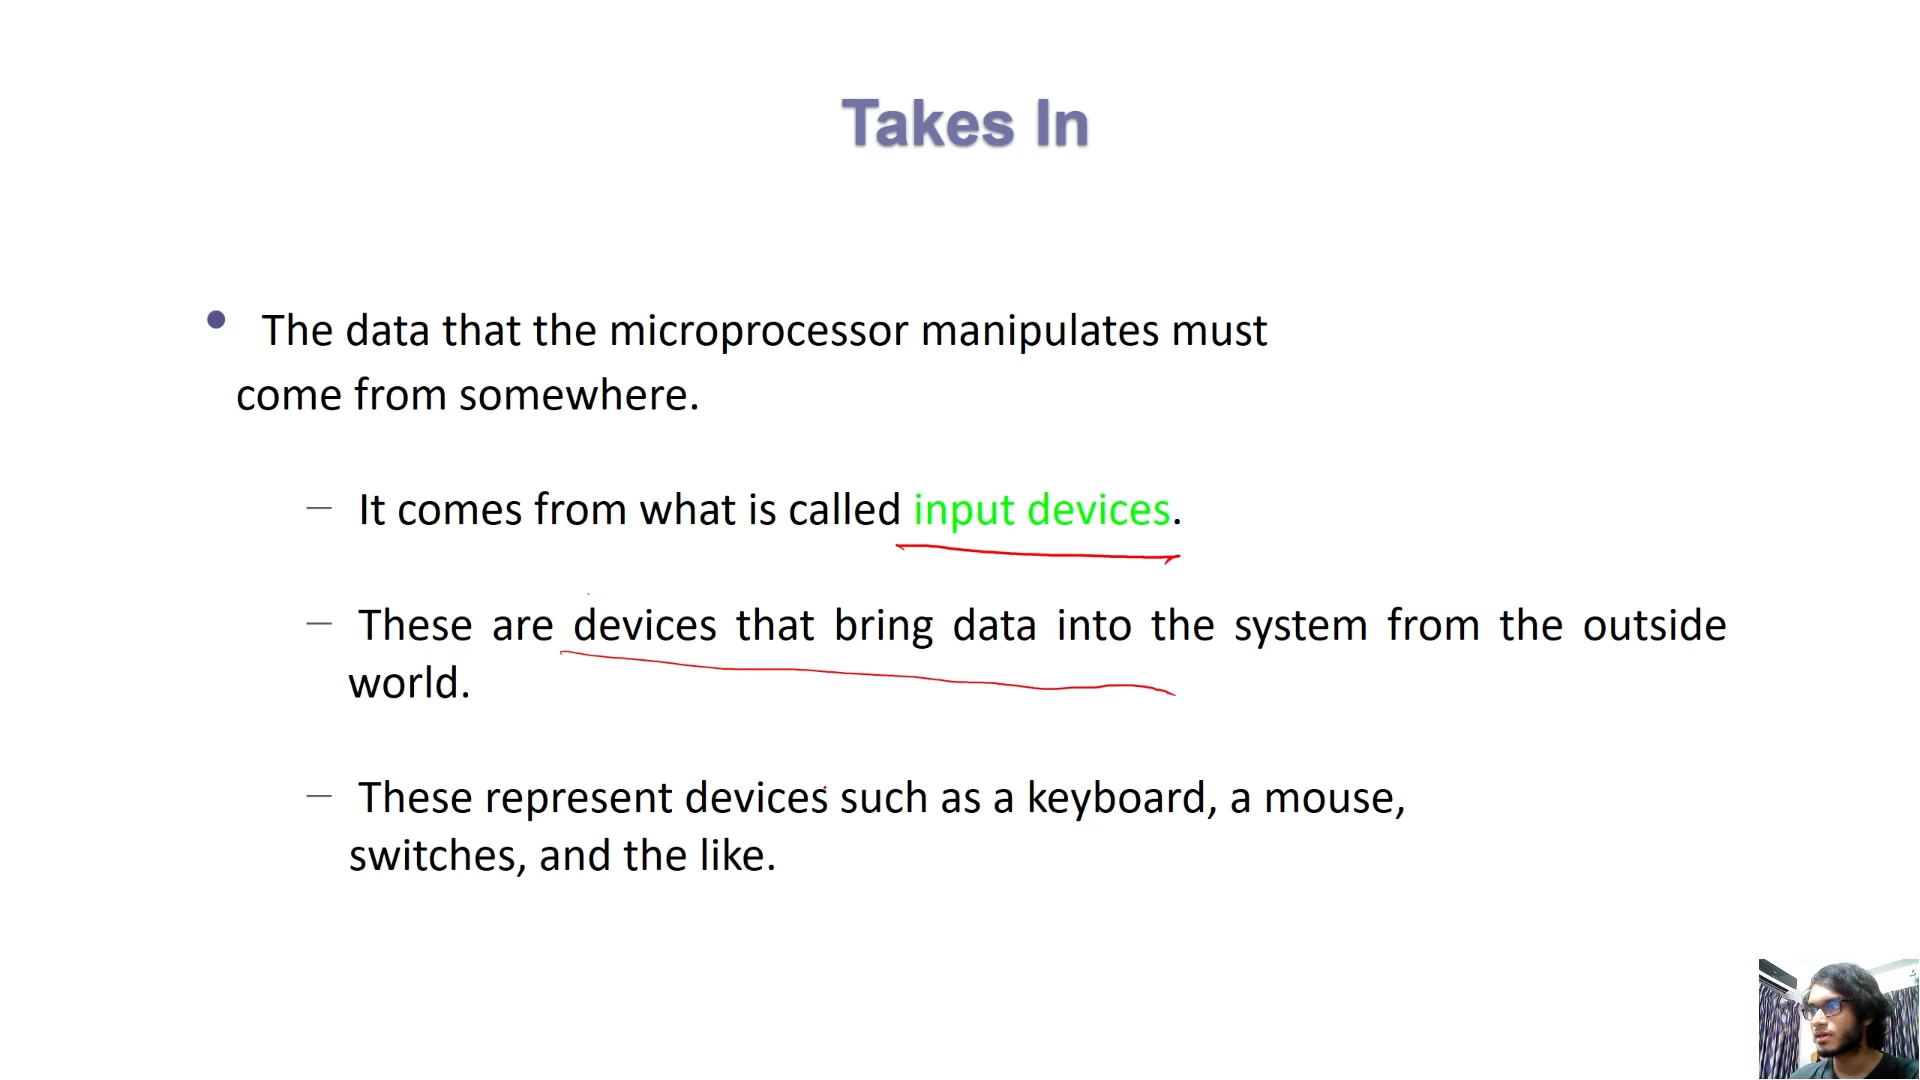 Takes In
• The data that the microprocessor manipulates must
come from somewhere.
– It comes from what is called input devices.
– These are devices that bring data into the system from the outside
world.
– These represent devices such as a keyboard, a mouse,
switches, and the like.